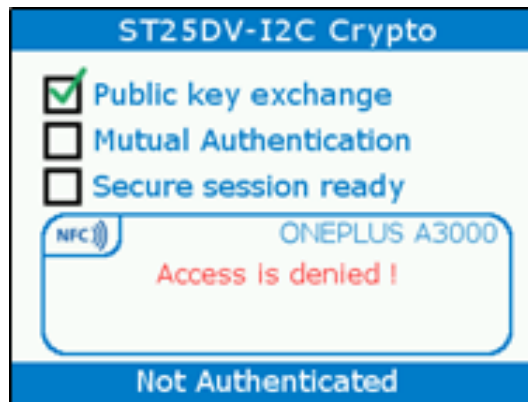 ST25DV-I2C Crypto
Public key exchange
Mutual Authentication
Secure session ready
NFC
ONEPLUS A3000
Access is denied !
Not Authenticated